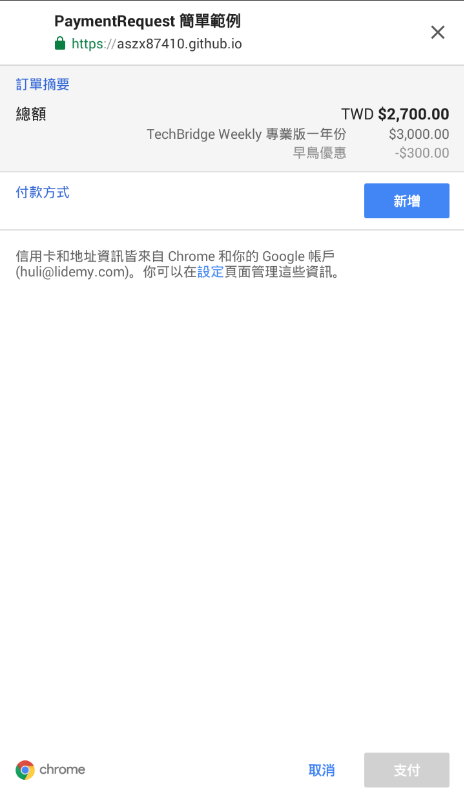 PaymentRequest 簡單範例
https://aszx87410.github.io
訂單摘要
總額 TWD $2,700.00
TechBridge Weekly 專業版一年份 $3,000.00
早鳥優惠 -$300.00
付款方式 新增
信用卡和地址資訊皆來自 Chrome 和你的 Google 帳戶
(huli@lidemy.com)。你可以在設定頁面管理這些資訊。
chrome 取消 支付